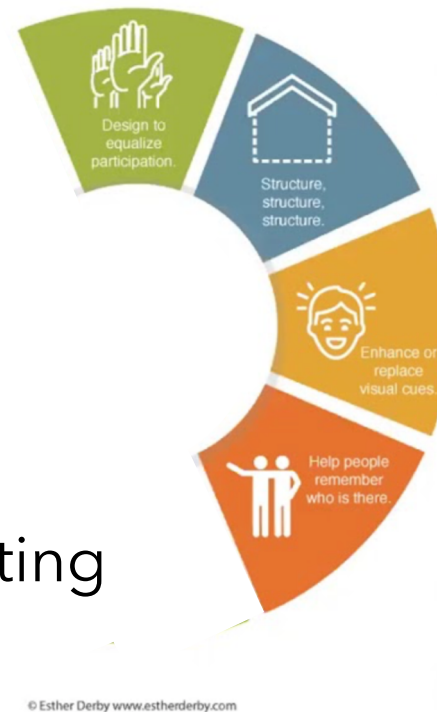 Design to
equalize
participation.
Structure,
structure,
structure.
Enhance or
replace
visual cues
Help people
remember
who is there.
ting
© Esther Derby www.estherderby.com